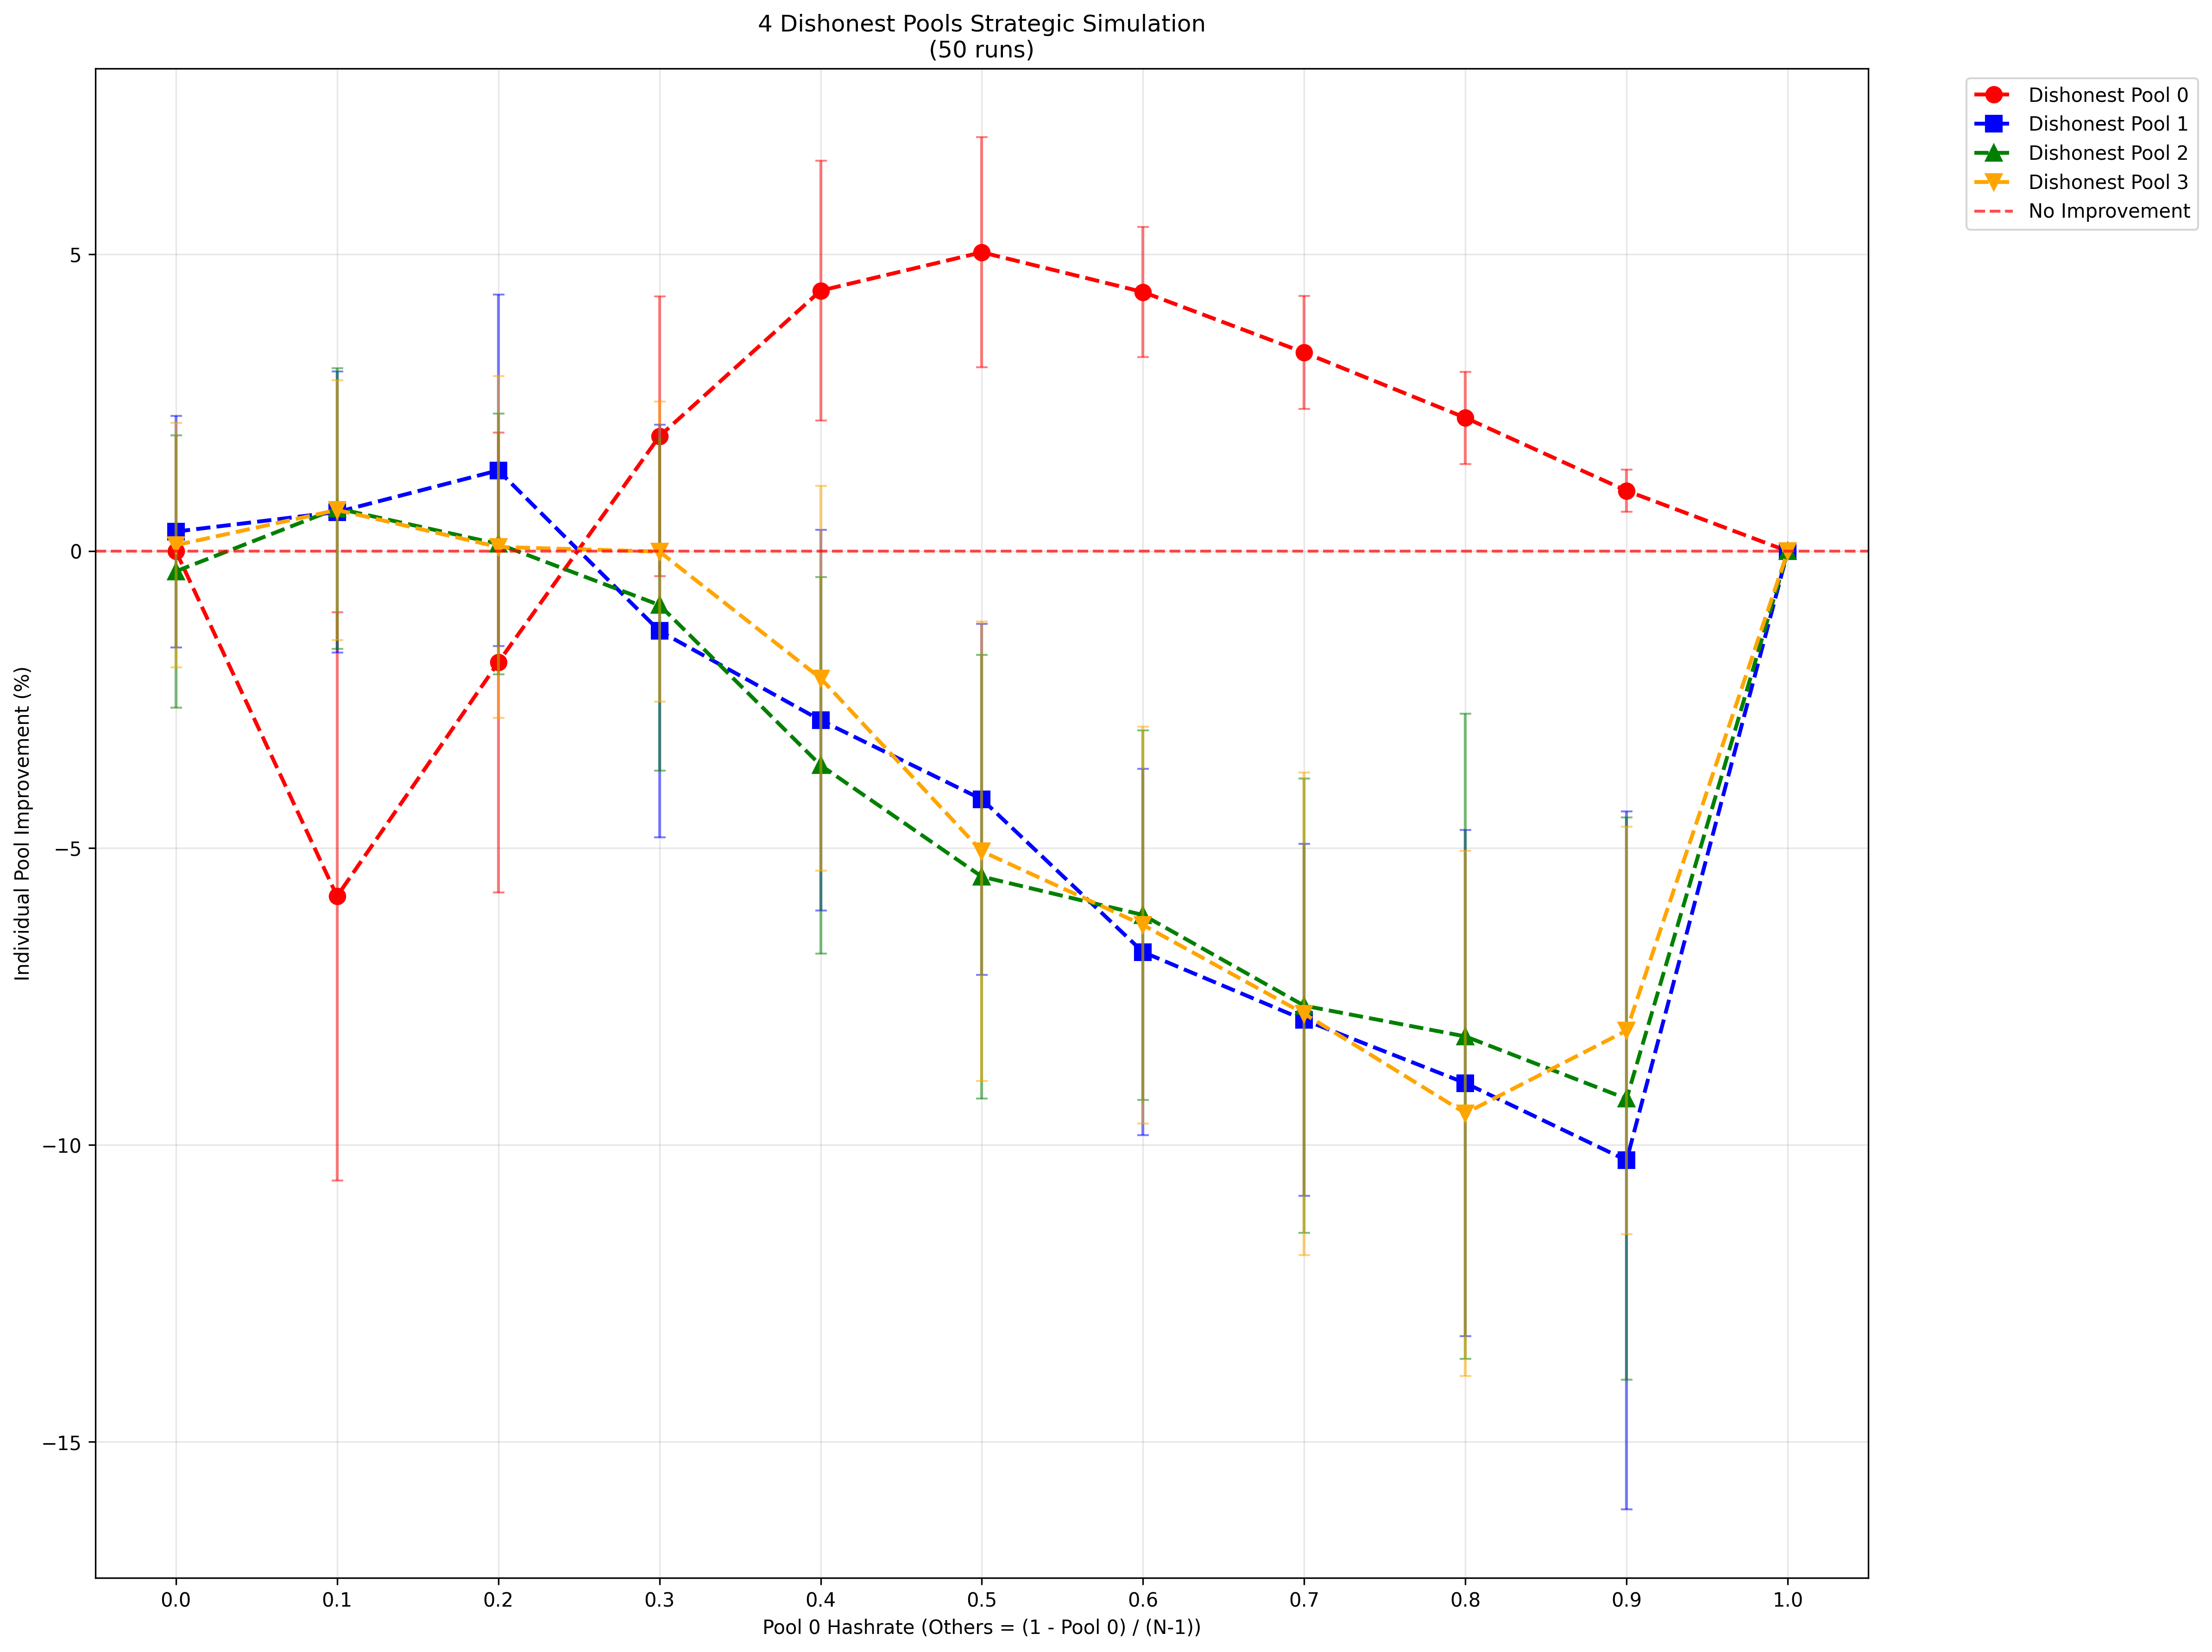 4 Dishonest Pools Strategic Simulation
(50 runs)
Dishonest Pool 0
Dishonest Pool 1
Dishonest Pool 2
Dishonest Pool 3
No Improvement
Individual Pool Improvement (%)
5
0
−5
−10
−15
0.0 0.1 0.2 0.3 0.4 0.5 0.6 0.7 0.8 0.9 1.0
Pool 0 Hashrate (Others = (1 - Pool 0) / (N-1))